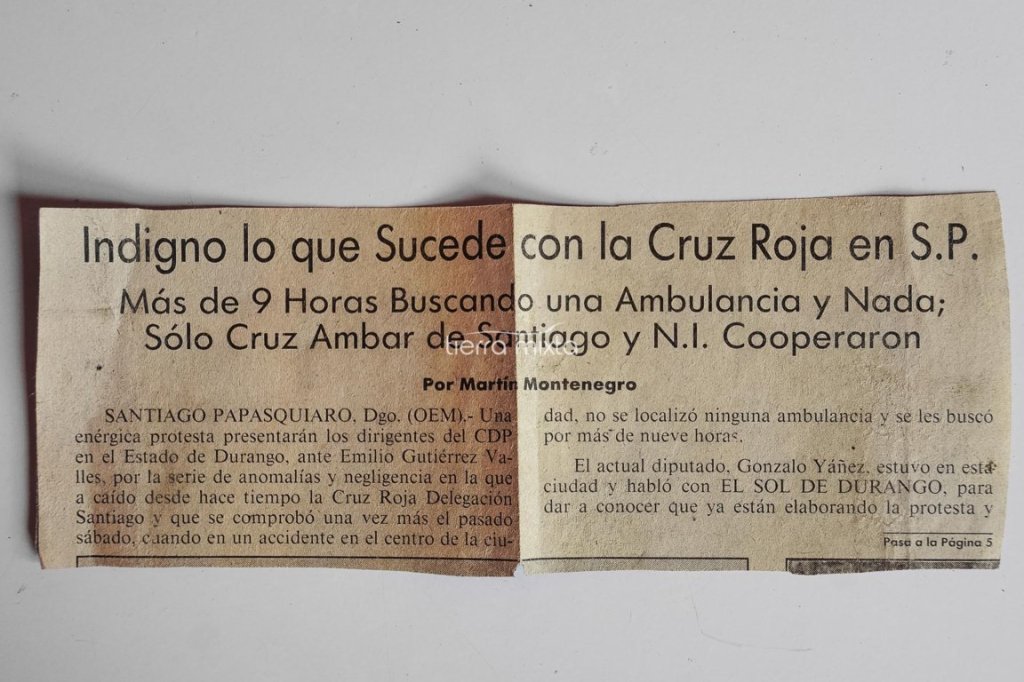 Indigno lo que Sucede con la Cruz Roja en S.P.
Más de 9 Horas Buscando una Ambulancia y Nada;
Sólo Cruz Ambar de Santiago y N.I. Cooperaron
tierra mixta
Por Martín Montenegro
SANTIAGO PAPASQUIARO, Dgo. (OEM).- Una
enérgica protesta presentarán los dirigentes del CDP
en el Estado de Durango, ante Emilio Gutiérrez Va-
lles, por la serie de anomalías y negligencia en la que
a caído desde hace tiempo la Cruz Roja Delegación
Santiago y que se comprobó una vez más el pasado
sábado, cuando en un accidente en el centro de la ciu-
dad, no se localizó ninguna ambulancia y se les buscó
por más de nueve horas.
El actual diputado, Gonzalo Yáñez, estuvo en esta
ciudad y habló con EL SOL DE DURANGO, para
dar a conocer que ya están elaborando la protesta y
Pasa a la Página 5